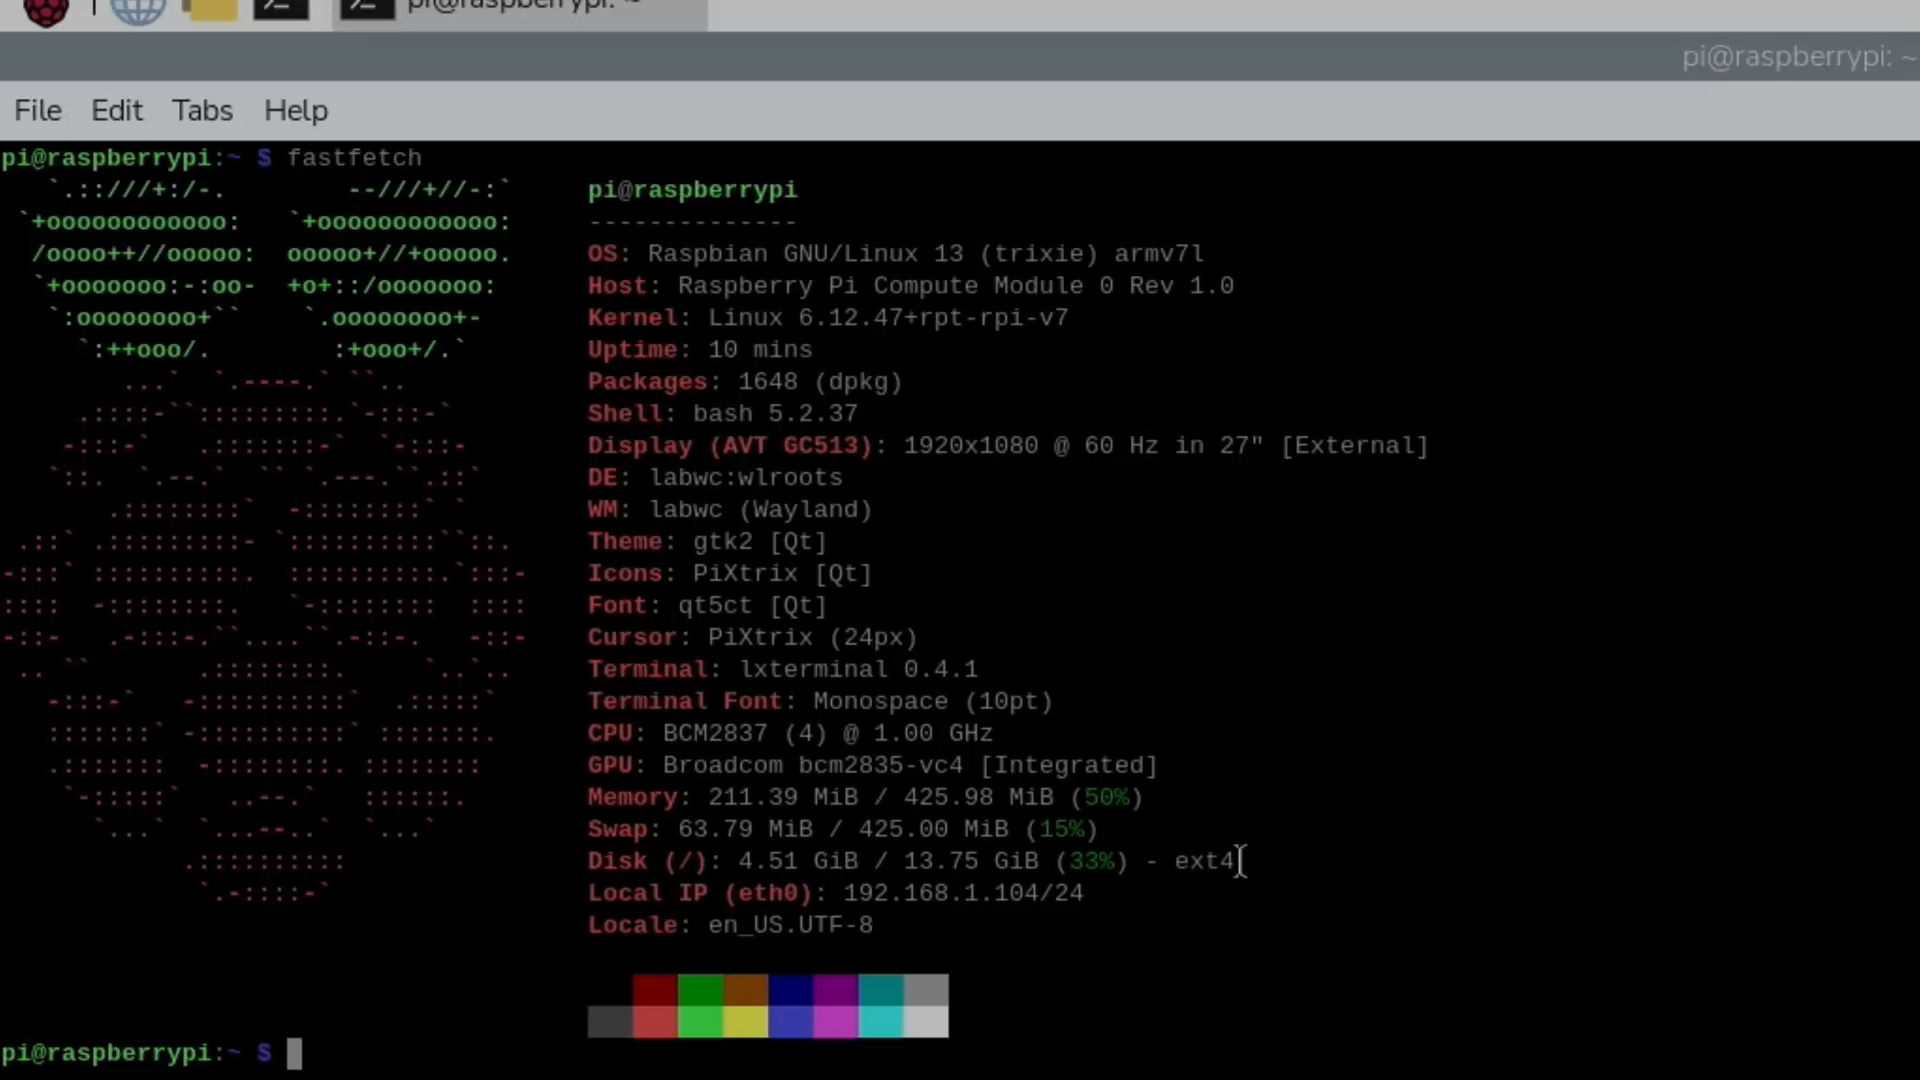 pi@raspberrypi: ~
pi@raspberrypi: ~
File Edit Tabs Help
pi@raspberrypi:~ $ fastfetch
pi@raspberrypi
--------------
OS: Raspbian GNU/Linux 13 (trixie) armv7l
Host: Raspberry Pi Compute Module 0 Rev 1.0
Kernel: Linux 6.12.47+rpt-rpi-v7
Uptime: 10 mins
Packages: 1648 (dpkg)
Shell: bash 5.2.37
Display (AVT GC513): 1920x1080 @ 60 Hz in 27" [External]
DE: labwc:wlroots
WM: labwc (Wayland)
Theme: gtk2 [Qt]
Icons: PiXtrix [Qt]
Font: qt5ct [Qt]
Cursor: PiXtrix (24px)
Terminal: lxterminal 0.4.1
Terminal Font: Monospace (10pt)
CPU: BCM2837 (4) @ 1.00 GHz
GPU: Broadcom bcm2835-vc4 [Integrated]
Memory: 211.39 MiB / 425.98 MiB (50%)
Swap: 63.79 MiB / 425.00 MiB (15%)
Disk (/): 4.51 GiB / 13.75 GiB (33%) - ext4
Local IP (eth0): 192.168.1.104/24
Locale: en_US.UTF-8
pi@raspberrypi:~ $